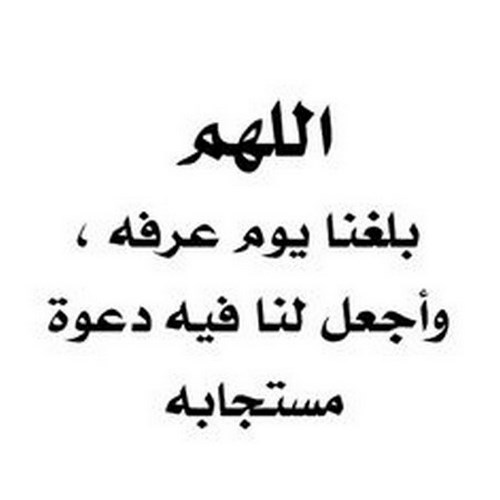 اللهم
بلغنا يوم عرفه ،
وأجعل لنا فيه دعوة
مستجابه